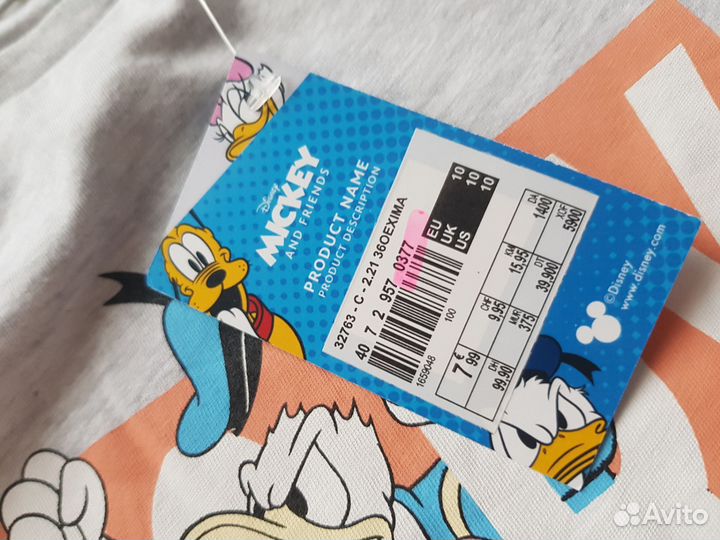 Disney
MICKEY
AND FRIENDS
PRODUCT NAME
PRODUCT DESCRIPTION
32763 - C - 2.21 36OEXIMA
40 7 2 957 0377
1659048
100
EU 10
UK 10
US 10
7 € 99
CHF 9,95
KM 15,95
DA 1400
DH 99,90
MUR 375
DT 39,900
XOF 5900
©Disney
www.disney.com
Avito